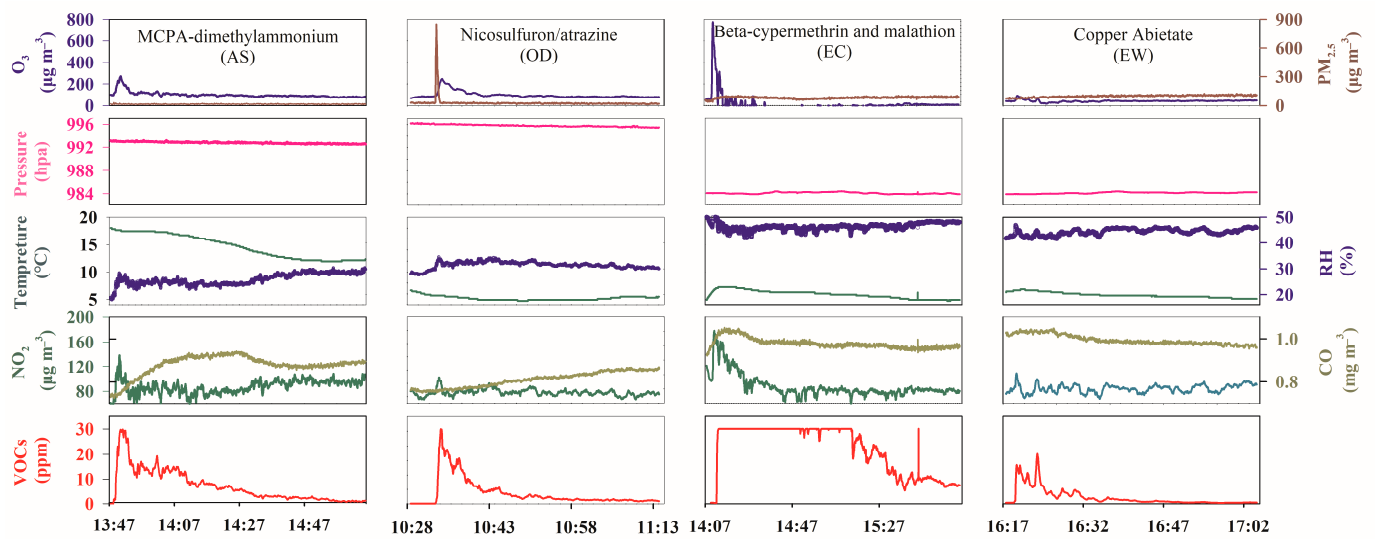 MCPA-dimethylammonium
(AS)
Nicosulfuron/atrazine
(OD)
Beta-cypermethrin and malathion
(EC)
Copper Abietate
(EW)
O3
(μg m−3)
800
600
400
200
0
PM2.5
(μg m−3)
900
600
300
0
Pressure
(hpa)
996
992
988
984
Tempreture
(°C)
20
15
10
5
RH
(%)
50
40
30
20
NO2
(μg m−3)
200
160
120
80
CO
(mg m−3)
1.0
0.8
VOCs
(ppm)
30
20
10
0
13:47 14:07 14:27 14:47
10:28 10:43 10:58 11:13
14:07 14:47 15:27
16:17 16:32 16:47 17:02